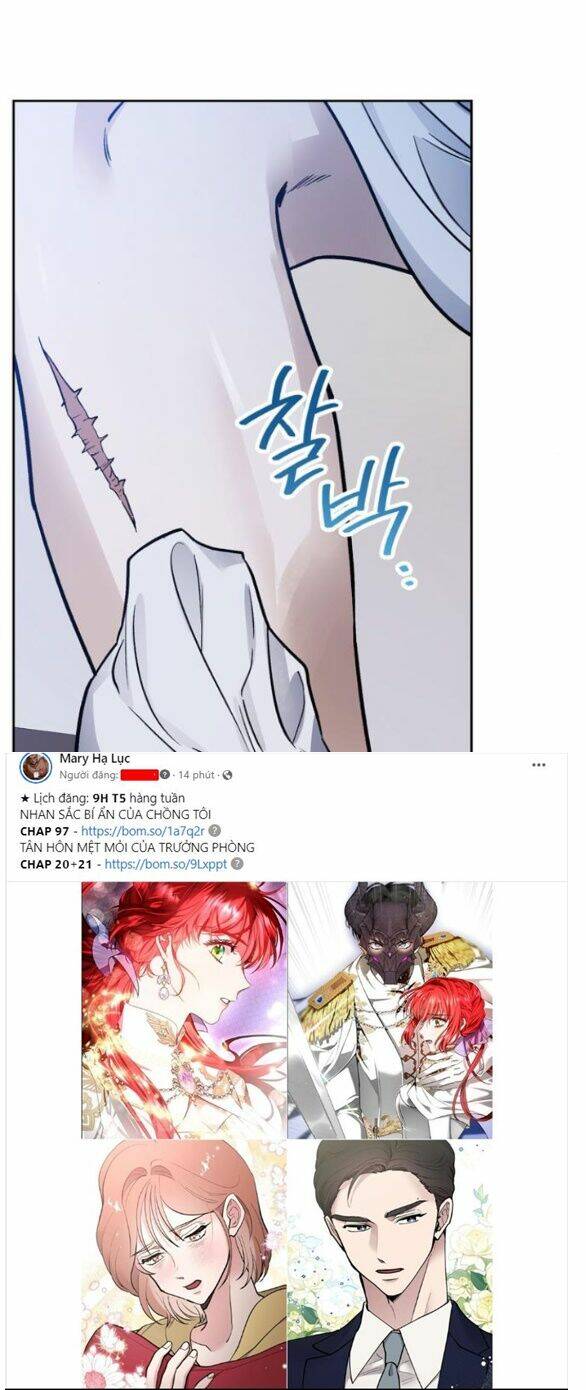 찰
박
Mary Hạ Lục
Người đăng: · 14 phút ·
★ Lịch đăng: 9H T5 hàng tuần
NHAN SẮC BÍ ẨN CỦA CHỒNG TÔI
CHAP 97 - https://bom.so/1a7q2r
TÂN HÔN MỆT MỎI CỦA TRƯỞNG PHÒNG
CHAP 20+21 - https://bom.so/9Lxppt